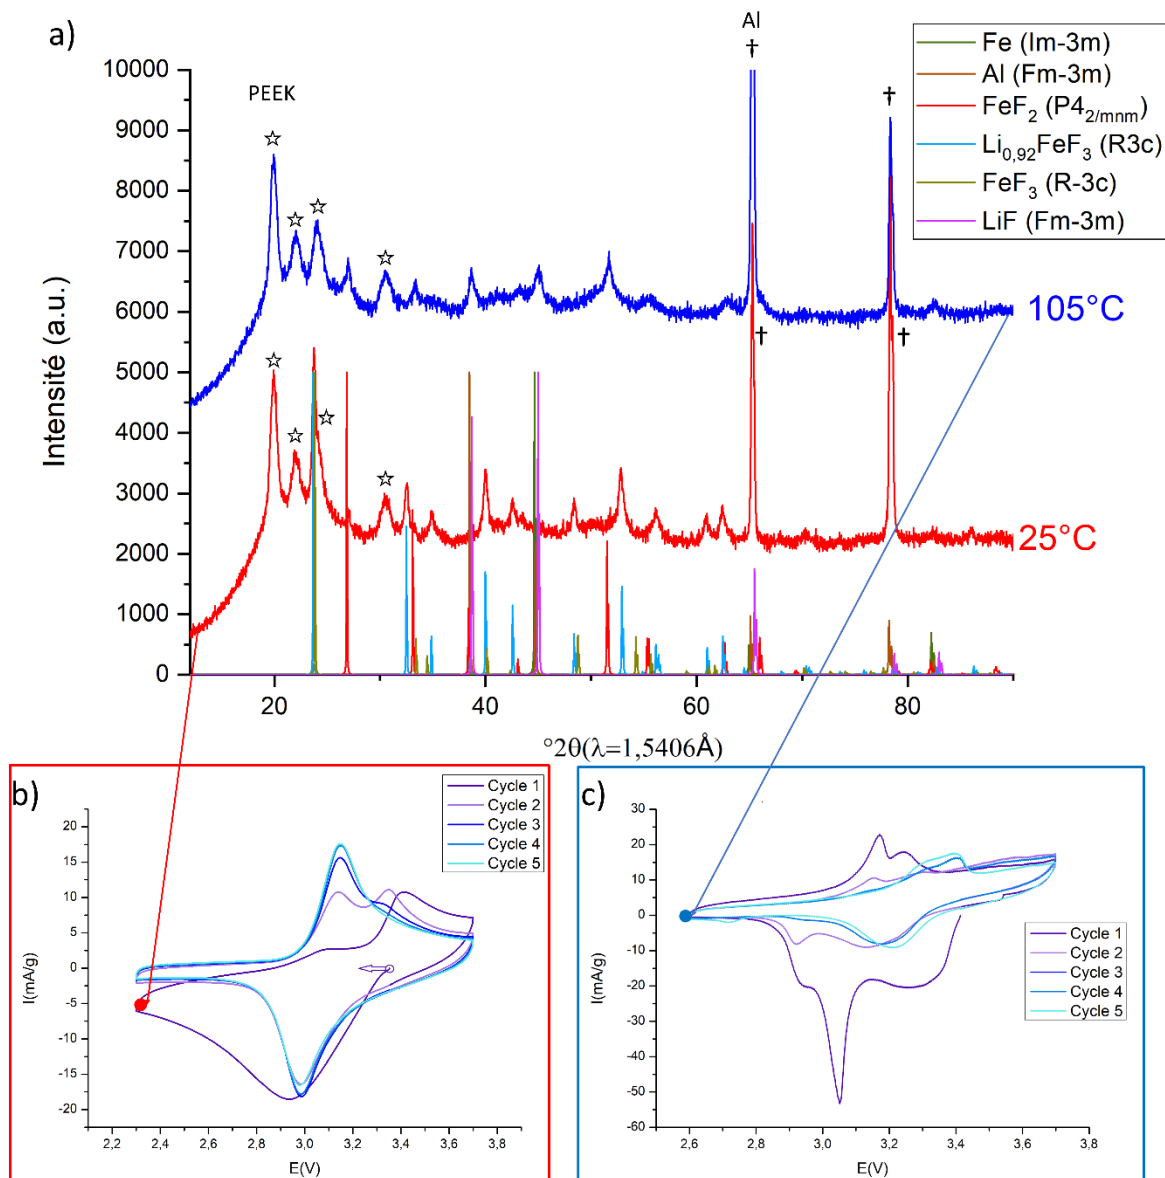 a)
Al
†
Fe (Im-3m)
Al (Fm-3m)
FeF2 (P42/mnm)
Li0,92FeF3 (R3c)
FeF3 (R-3c)
LiF (Fm-3m)
10000
9000
8000
7000
6000
5000
4000
3000
2000
1000
0
Intensité (a.u.)
PEEK
☆
☆
☆
☆
†
105°C
†
†
☆
☆
☆
☆
25°C
20
40
60
80
°2θ(λ=1,5406Å)
b)
Cycle 1
Cycle 2
Cycle 3
Cycle 4
Cycle 5
20
15
10
5
0
-5
-10
-15
-20
I(mA/g)
2,2
2,4
2,6
2,8
3,0
3,2
3,4
3,6
3,8
E(V)
c)
30
20
10
0
-10
-20
-30
-40
-50
-60
I(mA/g)
Cycle 1
Cycle 2
Cycle 3
Cycle 4
Cycle 5
2,6
2,8
3,0
3,2
3,4
3,6
3,8
E(V)